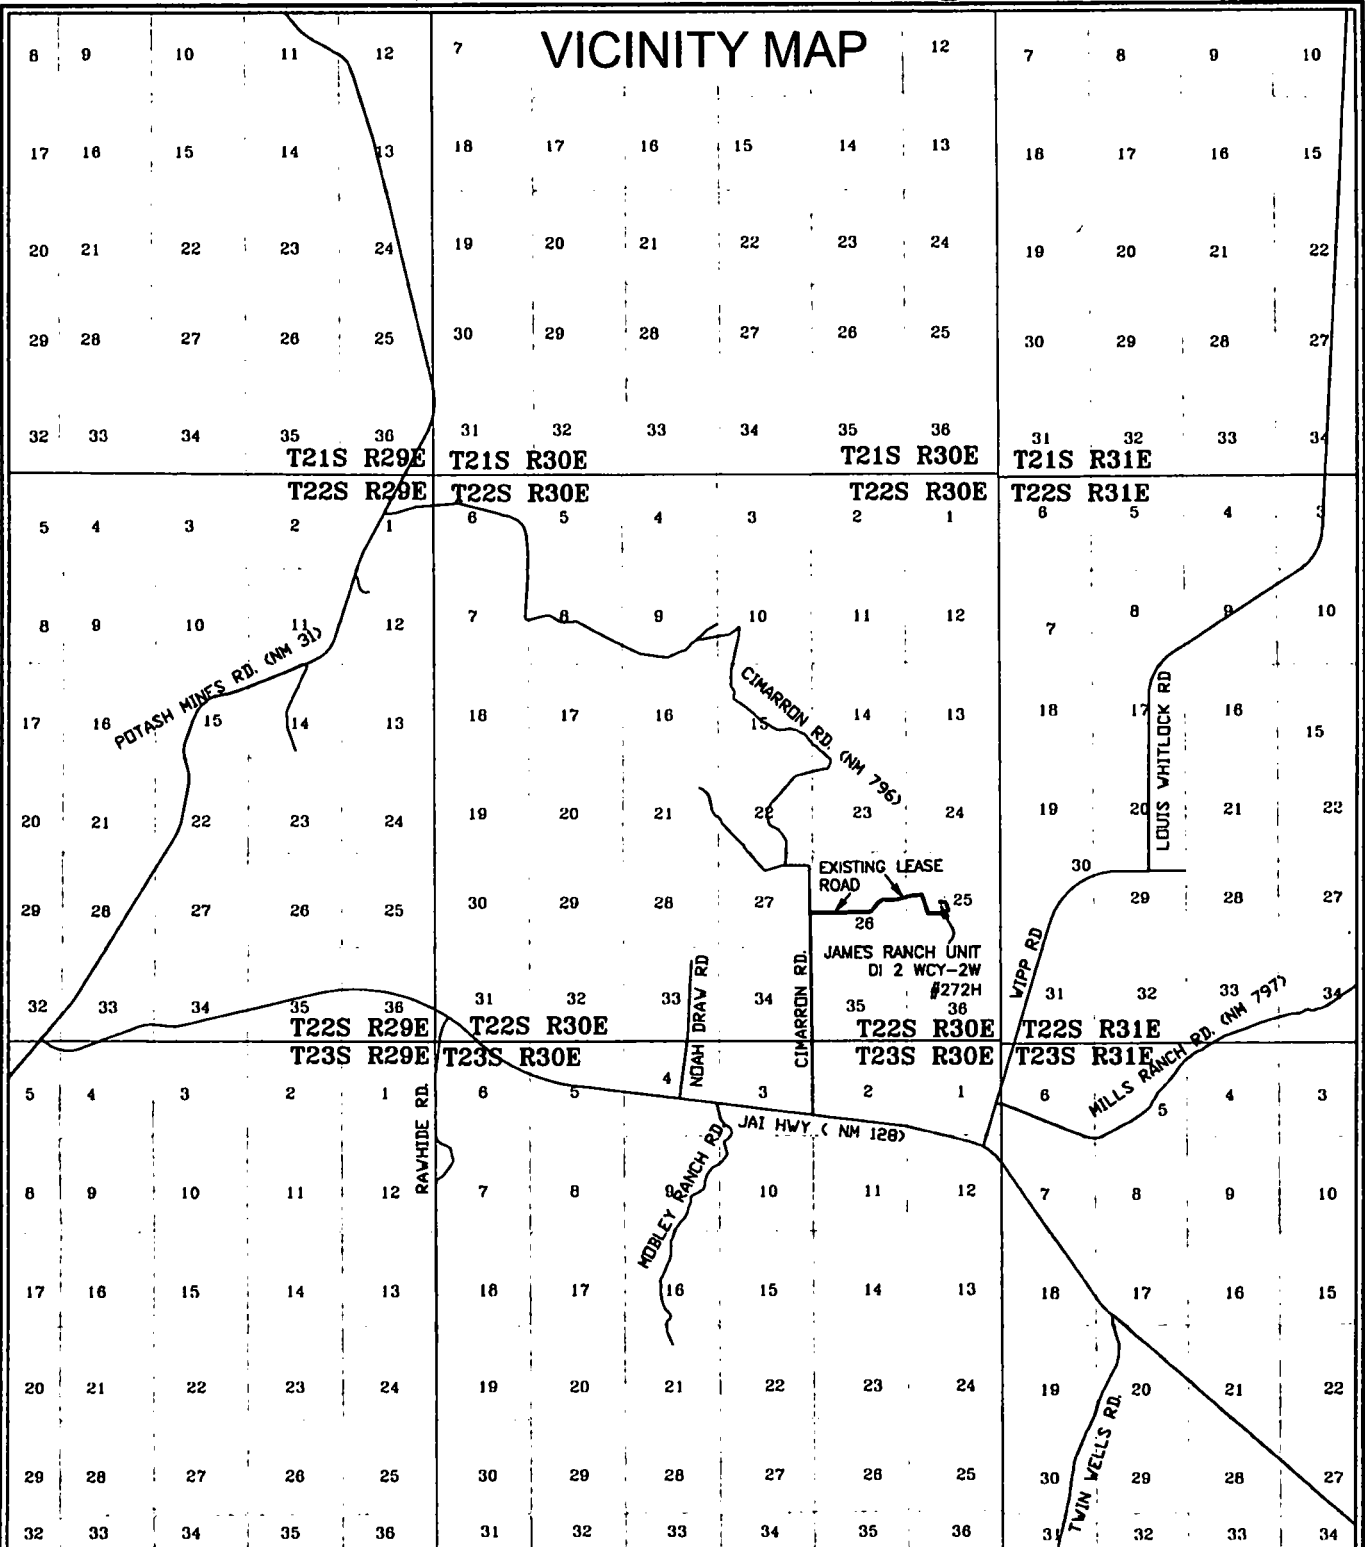 VICINITY MAP
8 9 10 11 12 7 12 7 8 9 10
17 16 15 14 13 18 17 16 15 14 13 18 17 16 15
20 21 22 23 24 19 20 21 22 23 24 19 20 21 22
29 28 27 26 25 30 29 28 27 26 25 30 29 28 27
32 33 34 35 36 31 32 33 34 35 36 31 32 33 34
T21S R29E T21S R30E T21S R30E T21S R31E
T22S R29E T22S R30E T22S R30E T22S R31E
5 4 3 2 1 6 5 4 3 2 1 6 5 4 3
8 9 10 11 12 7 8 9 10 11 12 7 8 9 10
POTASH MINES RD. (NM 31)
CIMARRON RD. (NM 796)
LOUIS WHITLOCK RD
17 16 15 14 13 18 17 16 15 14 13 18 17 16 15
20 21 22 23 24 19 20 21 22 23 24 19 20 21 22
EXISTING LEASE
ROAD
29 28 27 26 25 30 29 28 27 26 25 30 29 28 27
JAMES RANCH UNIT
DI 2 WCY-2W
#272H
NOAH DRAW RD
CIMARRON RD.
WIPP RD
MILLS RANCH RD. (NM 797)
32 33 34 35 36 31 32 33 34 35 36 31 32 33 34
T22S R29E T22S R30E T22S R30E T22S R31E
T23S R29E T23S R30E T23S R30E T23S R31E
5 4 3 2 1 6 5 4 3 2 1 6 5 4 3
RAWHIDE RD.
JAI HWY ( NM 128)
MOBLEY RANCH RD.
8 9 10 11 12 7 8 9 10 11 12 7 8 9 10
17 16 15 14 13 18 17 16 15 14 13 18 17 16 15
20 21 22 23 24 19 20 21 22 23 24 19 20 21 22
TWIN WELLS RD.
29 28 27 26 25 30 29 28 27 26 25 30 29 28 27
32 33 34 35 36 31 32 33 34 35 36 31 32 33 34